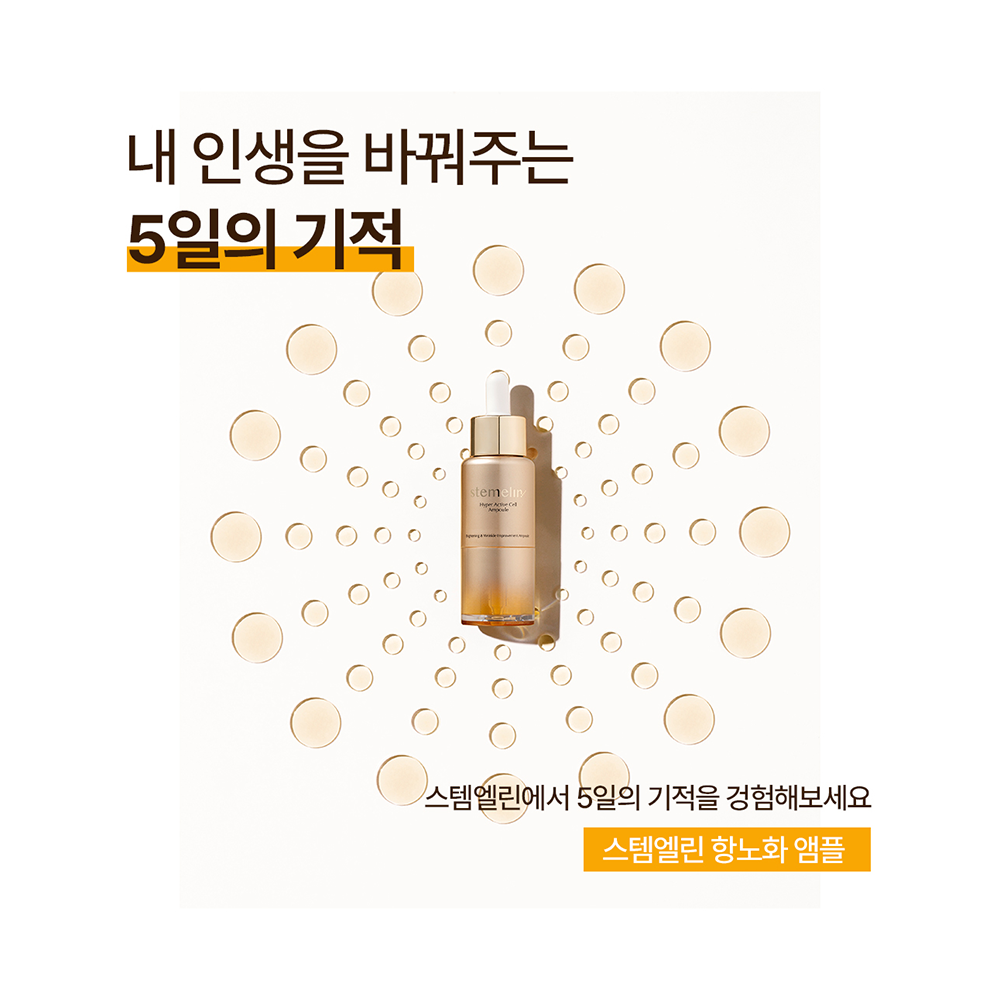 내 인생을 바꿔주는
5일의 기적
stemellin
Hyper Active Cell
Ampoule
스템엘린에서 5일의 기적을 겅험해보세요
스템엘린 항노화 앰플